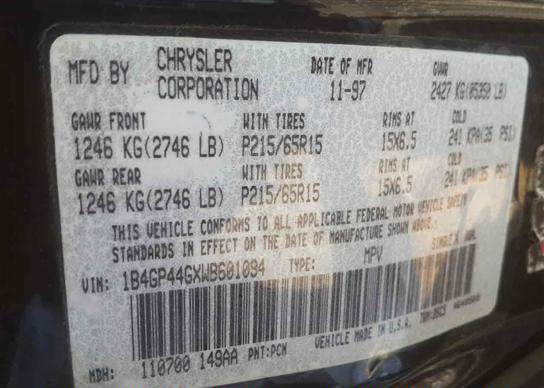 MFD BY CHRYSLER CORPORATION DATE OF MFR 11-97 GVWR 2427 KG(05350 LB)
GAWR FRONT WITH TIRES RIMS AT COLD
1246 KG(2746 LB) P215/65R15 15X6.5 241 KPA(35 PSI)
GAWR REAR WITH TIRES RIMS AT COLD
1246 KG(2746 LB) P215/65R15 15X6.5 241 KPA(35 PSI)
THIS VEHICLE CONFORMS TO ALL APPLICABLE FEDERAL MOTOR VEHICLE SAFETY
STANDARDS IN EFFECT ON THE DATE OF MANUFACTURE SHOWN ABOVE.
VIN: 1B4GP44GXWB601094 TYPE: MPV SINGLE
MDH: 110700 149AA PNT:PCH VEHICLE MADE IN U.S.A.